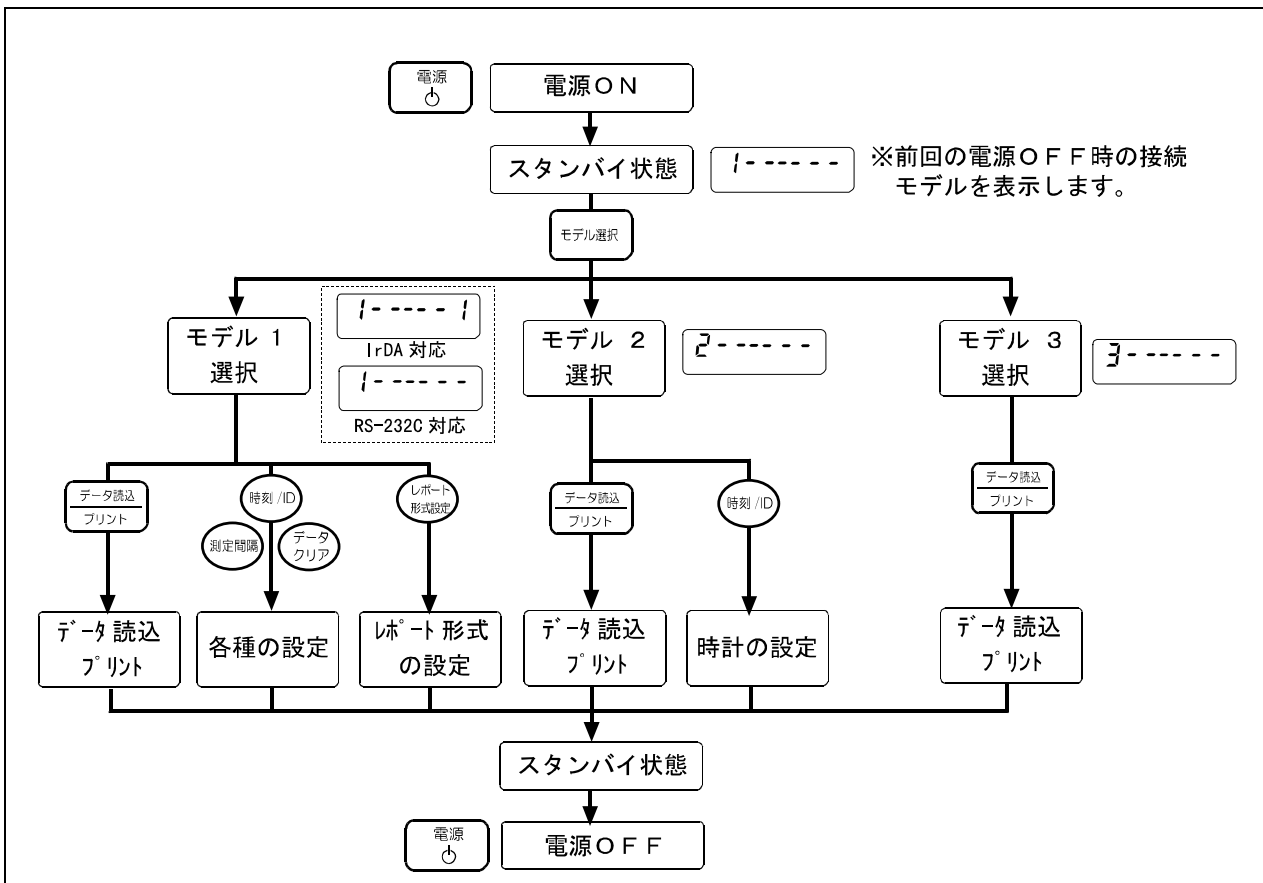 電源
電源ＯＮ
スタンバイ状態
1------
※前回の電源ＯＦＦ時の接続
モデルを表示します。
モデル選択
モデル 1
選択
1-----1
IrDA 対応
1------
RS-232C 対応
モデル ２
選択
2------
モデル ３
選択
3------
データ読込
プリント
時刻 /ID
測定間隔
データ
クリア
レポート
形式設定
データ読込
プリント
時刻 /ID
データ読込
プリント
ﾃﾞｰﾀ 読込
ﾌﾟﾘﾝﾄ
各種の設定
ﾚﾎﾟｰﾄ 形式
の設定
ﾃﾞｰﾀ 読込
ﾌﾟﾘﾝﾄ
時計の設定
ﾃﾞｰﾀ 読込
ﾌﾟﾘﾝﾄ
スタンバイ状態
電源
電源ＯＦＦ